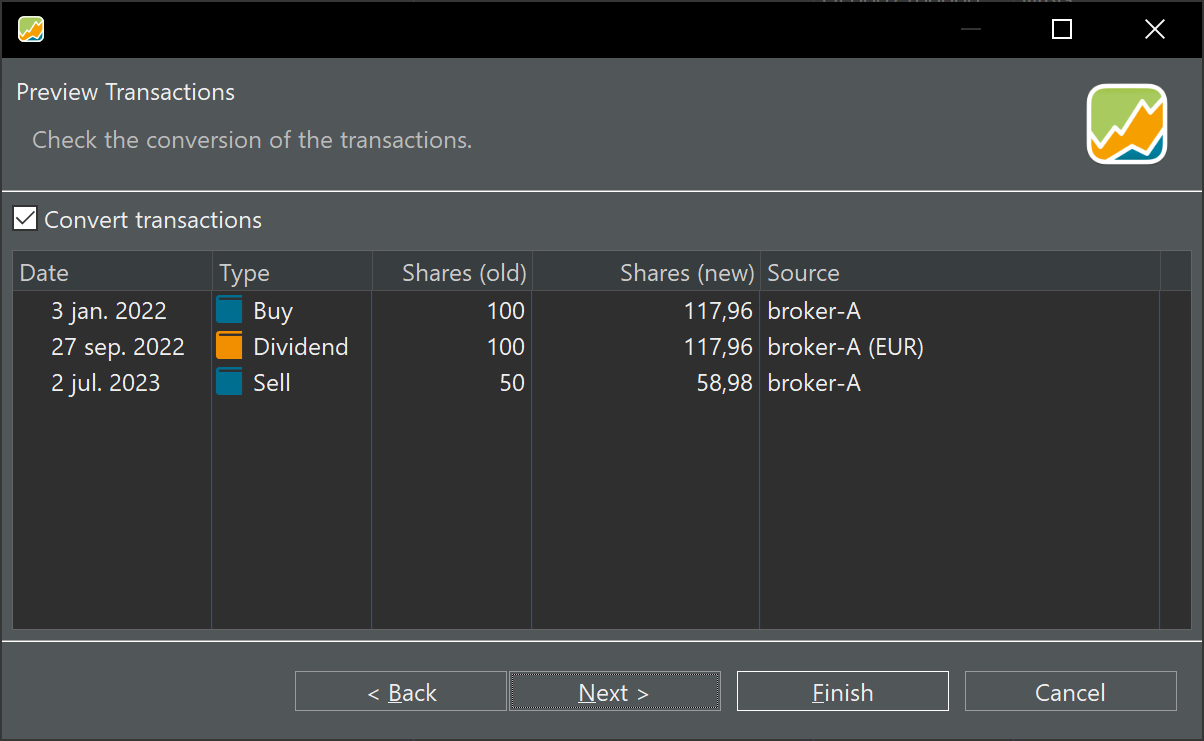 Preview Transactions
Check the conversion of the transactions.
Convert transactions
Date Type Shares (old) Shares (new) Source
3 jan. 2022 Buy 100 117,96 broker-A
27 sep. 2022 Dividend 100 117,96 broker-A (EUR)
2 jul. 2023 Sell 50 58,98 broker-A
< Back Next > Finish Cancel